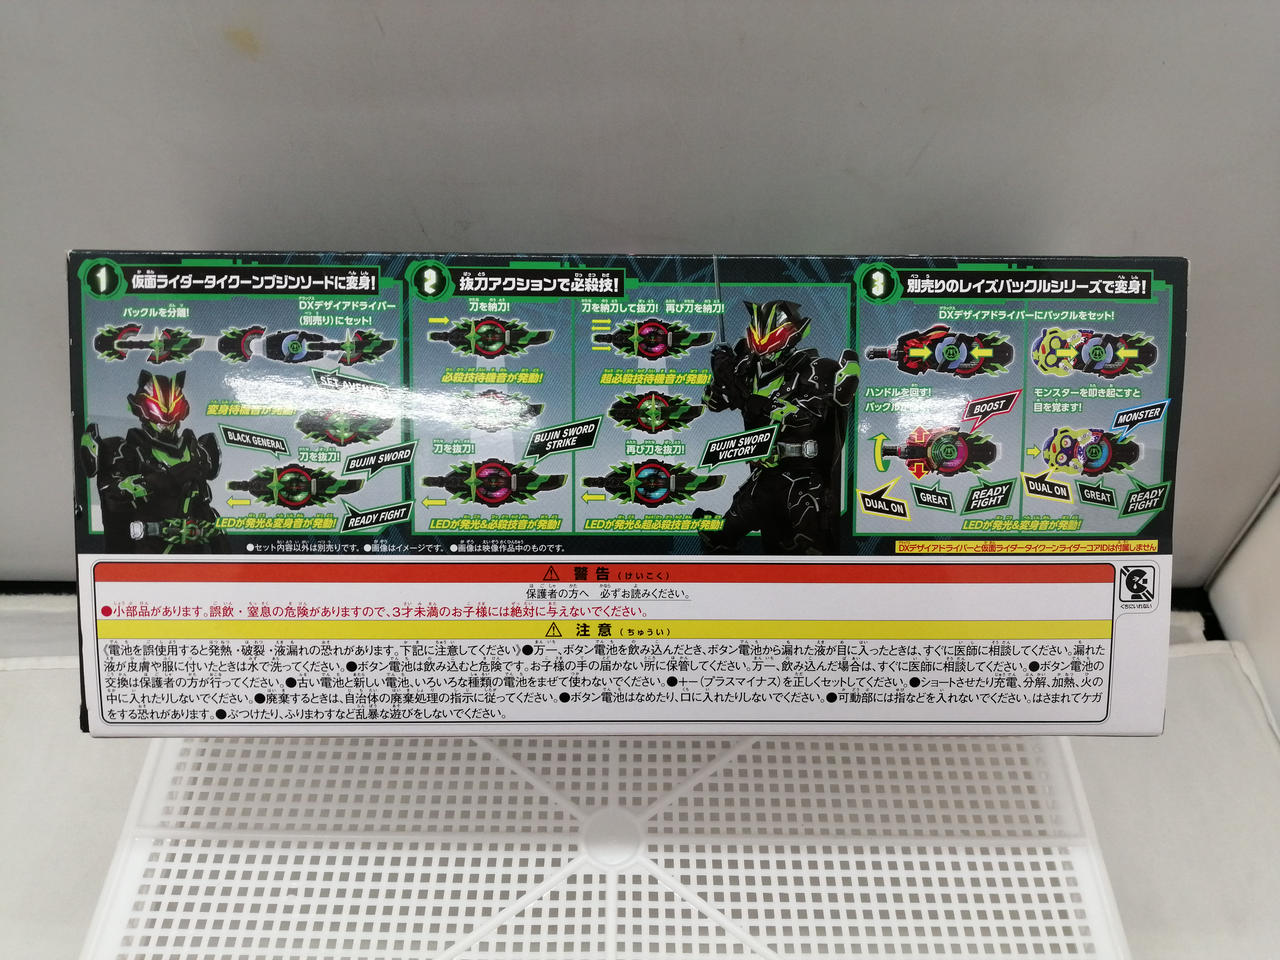 1
仮面ライダータイクーンブジンソードに変身!
バックルを分離!
DXデザイアドライバー
(別売り)にセット!
SET AVENGE
変身待機音が発動!
BLACK GENERAL
刀を抜刀!
BUJIN SWORD
READY FIGHT
LEDが発光&変身音が発動!
2
抜刀アクションで必殺技!
刀を納刀!
必殺技待機音が発動!
刀を抜刀!
BUJIN SWORD
STRIKE
LEDが発光&必殺技音が発動!
刀を納刀して抜刀!
再び刀を納刀!
超必殺技待機音が発動!
再び刀を抜刀!
BUJIN SWORD
VICTORY
LEDが発光&超必殺技音が発動!
3
別売りのレイズバックルシリーズで変身!
DXデザイアドライバーにバックルをセット!
ハンドルを回す!
BOOST
DUAL ON
GREAT
READY
FIGHT
モンスターを叩き起こすと
目を覚ます!
MONSTER
DUAL ON
GREAT
READY
FIGHT
LEDが発光&変身音が発動!
●セット内容以外は別売りです。●画像はイメージです。●画像は映像作品中のものです。
DXデザイアドライバーと仮面ライダータイクーンライダーコアIDは付属しません
警告(けいこく)
保護者の方へ 必ずお読みください。
●小部品があります。誤飲・窒息の危険がありますので、3才未満のお子様には絶対に与えないでください。
くちにいれない
注意(ちゅうい)
《電池を誤使用すると発熱・破裂・液漏れの恐れがあります。下記に注意してください》●万一、ボタン電池を飲み込んだとき、ボタン電池から漏れた液が目に入ったときは、すぐに医師に相談してください。漏れた
液が皮膚や服に付いたときは水で洗ってください。●ボタン電池は飲み込むと危険です。お子様の手の届かない所に保管してください。万一、飲み込んだ場合は、すぐに医師に相談してください。●ボタン電池の
交換は保護者の方が行ってください。●古い電池と新しい電池、いろいろな種類の電池をまぜて使わないでください。●+-(プラスマイナス)を正しくセットしてください。●ショートさせたり充電、分解、加熱、火の
中に入れたりしないでください。●廃棄するときは、自治体の廃棄処理の指示に従ってください。●ボタン電池はなめたり、口に入れたりしないでください。●可動部には指などを入れないでください。はさまれてケガ
をする恐れがあります。●ぶつけたり、ふりまわすなど乱暴な遊びをしないでください。